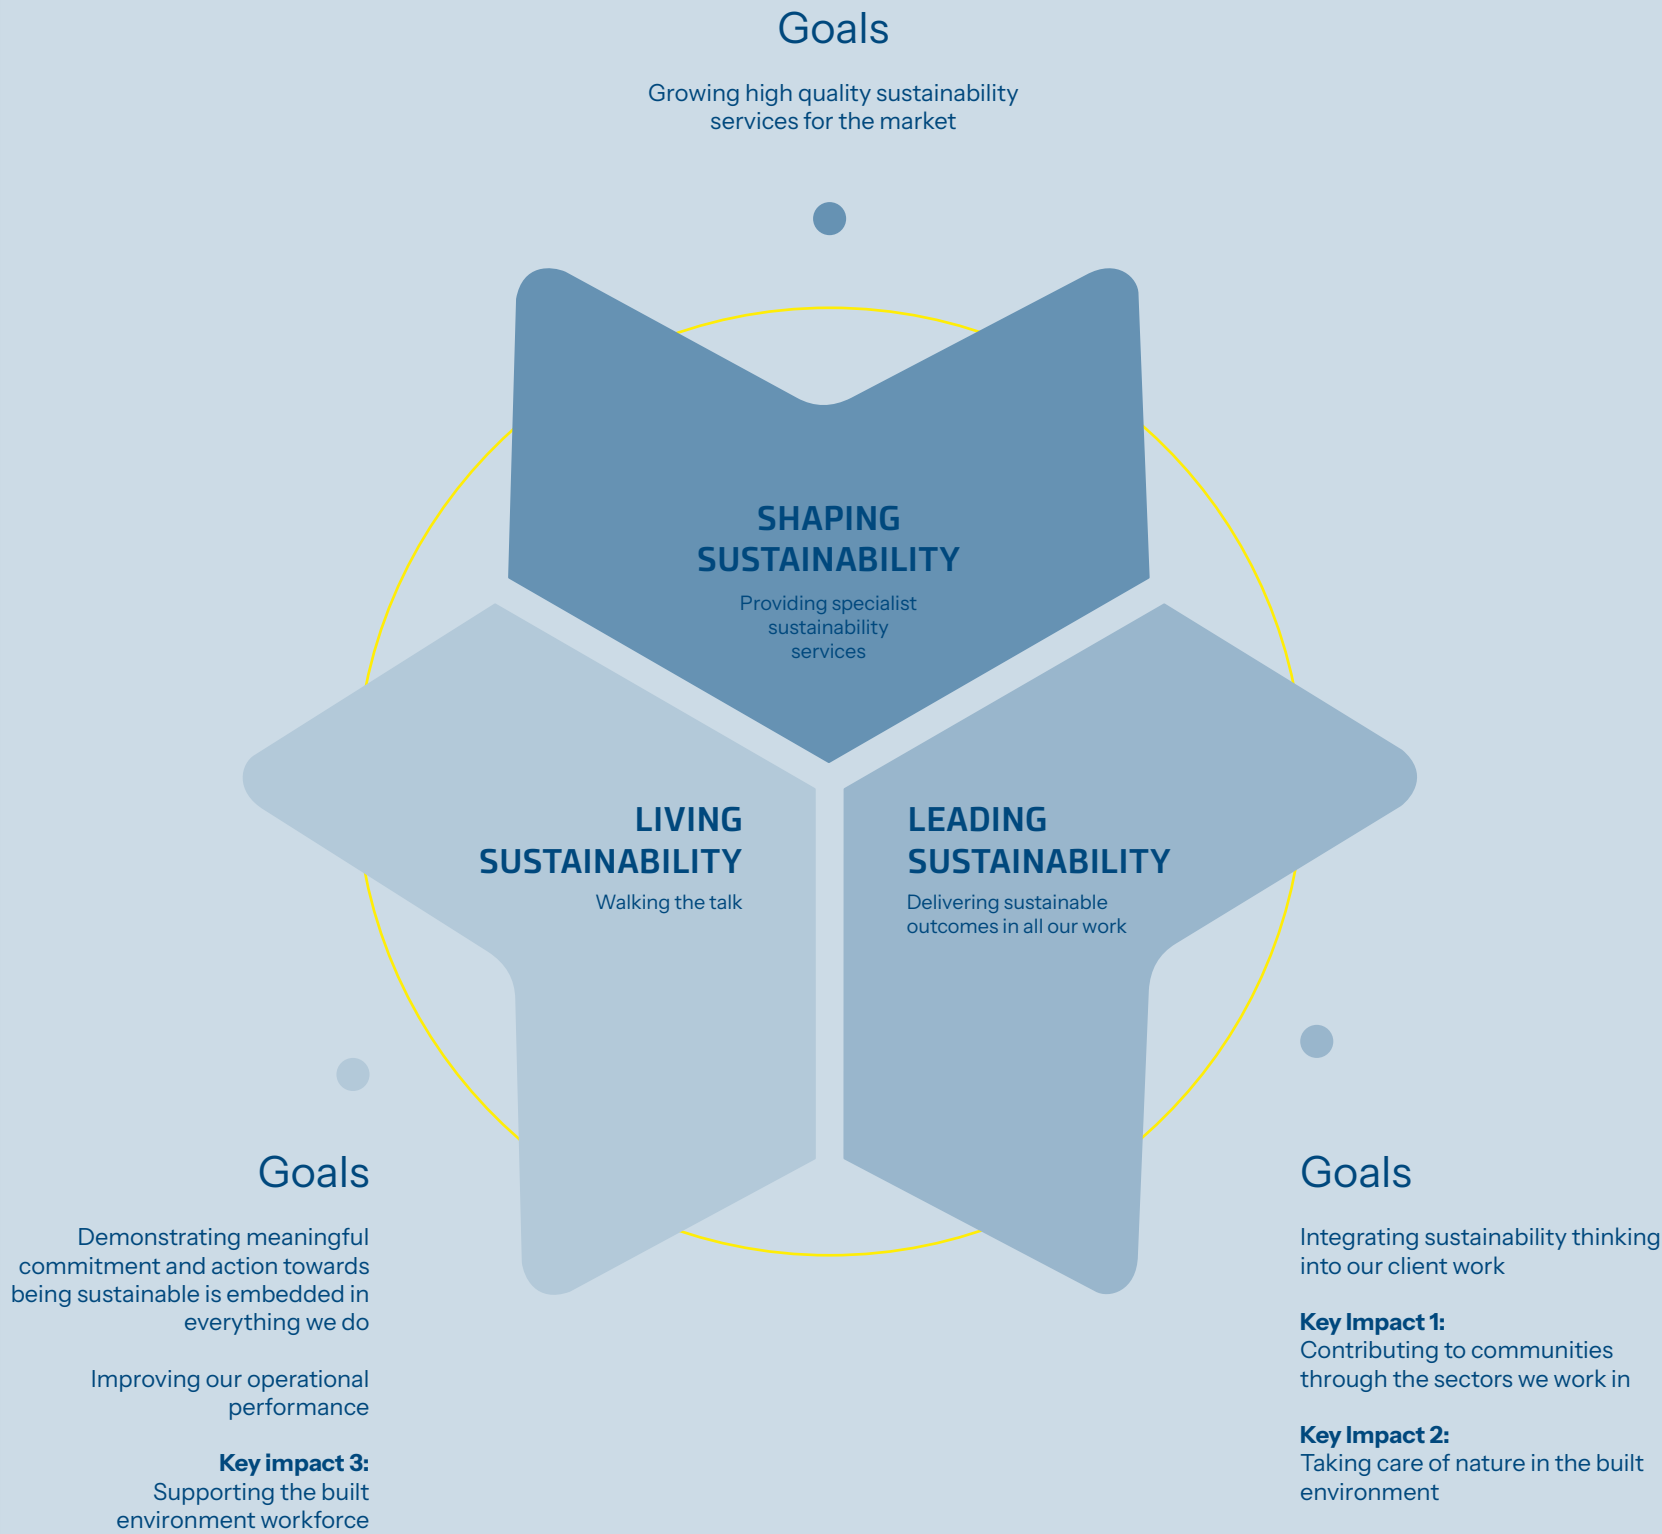 Goals
Growing high quality sustainability
services for the market
SHAPING
SUSTAINABILITY
Providing specialist
sustainability
services
LIVING
SUSTAINABILITY
Walking the talk
LEADING
SUSTAINABILITY
Delivering sustainable
outcomes in all our work
Goals
Demonstrating meaningful
commitment and action towards
being sustainable is embedded in
everything we do
Improving our operational
performance
Key impact 3:
Supporting the built
environment workforce
Goals
Integrating sustainability thinking
into our client work
Key Impact 1:
Contributing to communities
through the sectors we work in
Key Impact 2:
Taking care of nature in the built
environment